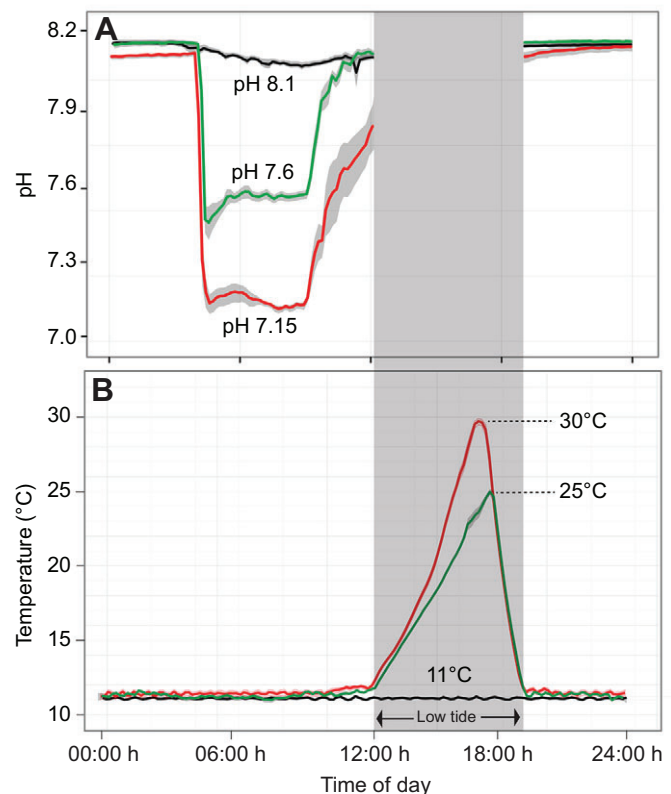 A
8.2
7.9
7.6
7.3
7.0
pH
pH 8.1
pH 7.6
pH 7.15
B
30
25
20
15
10
Temperature (°C)
30°C
25°C
11°C
Low tide
00:00 h 06:00 h 12:00 h 18:00 h 24:00 h
Time of day